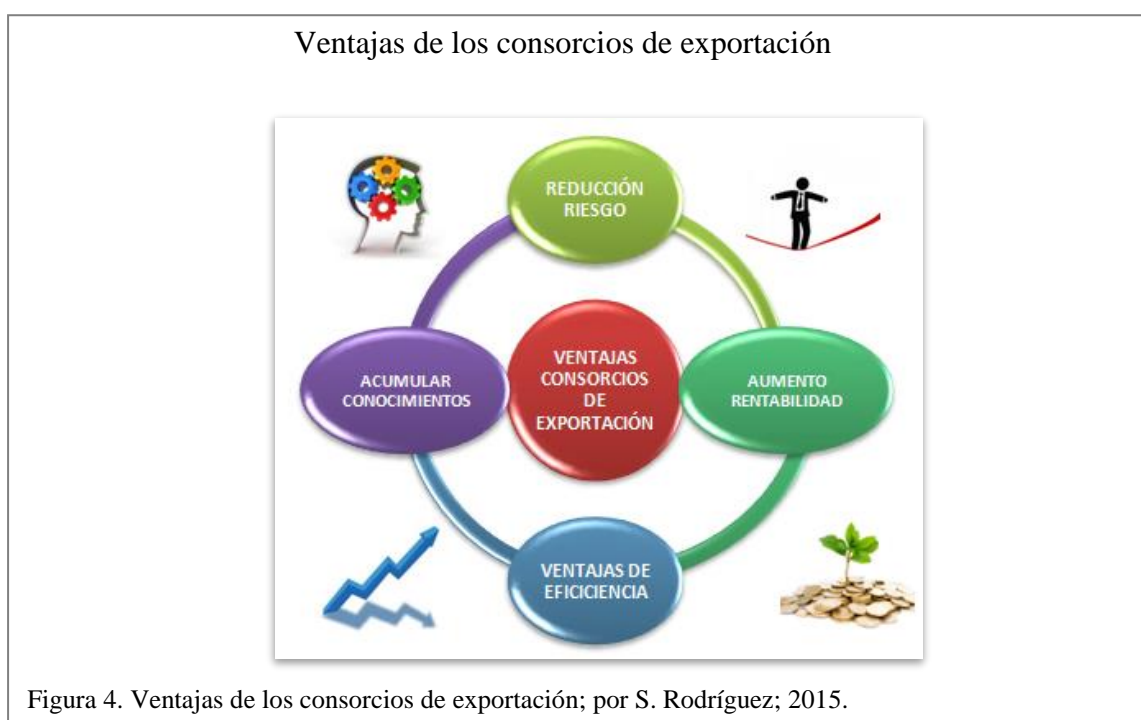 Ventajas de los consorcios de exportación
REDUCCIÓN
RIESGO
ACUMULAR
CONOCIMIENTOS
VENTAJAS
CONSORCIOS
DE
EXPORTACIÓN
AUMENTO
RENTABILIDAD
VENTAJAS DE
EFICICIENCIA
Figura 4. Ventajas de los consorcios de exportación; por S. Rodríguez; 2015.